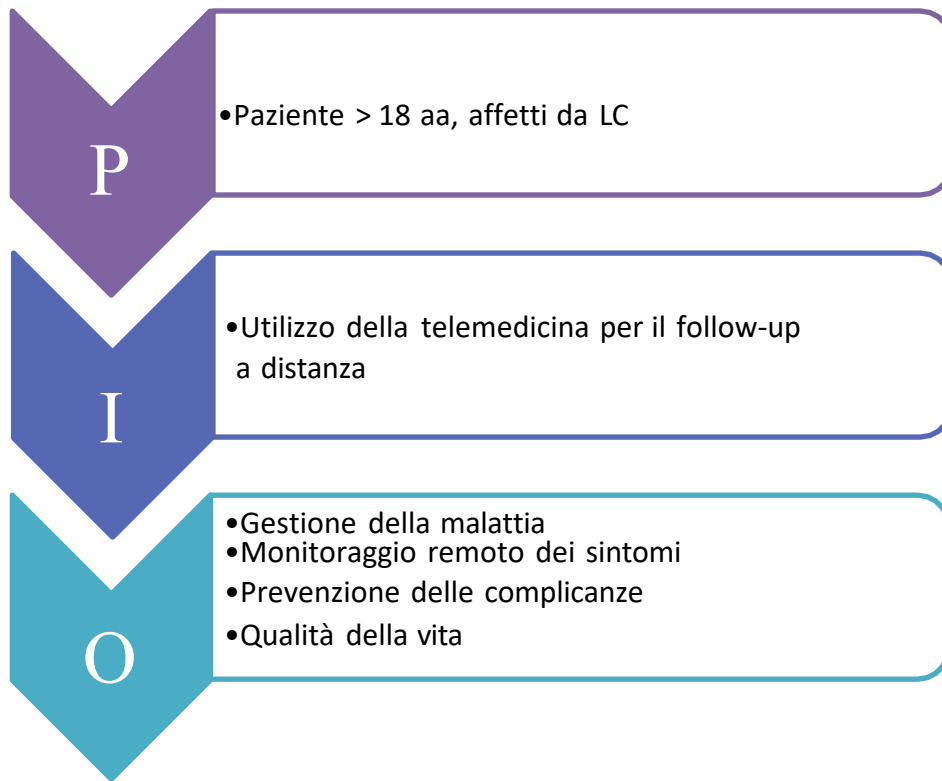 P
•Paziente > 18 aa, affetti da LC
I
•Utilizzo della telemedicina per il follow-up
a distanza
O
•Gestione della malattia
•Monitoraggio remoto dei sintomi
•Prevenzione delle complicanze
•Qualità della vita